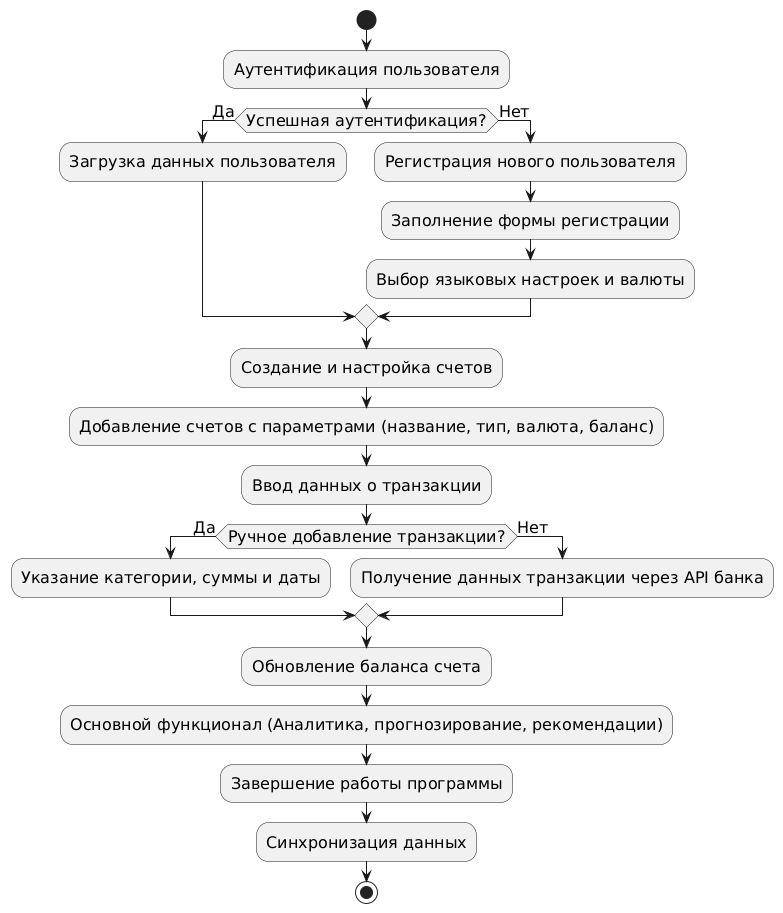 Аутентификация пользователя
Да
Успешная аутентификация?
Нет
Загрузка данных пользователя
Регистрация нового пользователя
Заполнение формы регистрации
Выбор языковых настроек и валюты
Создание и настройка счетов
Добавление счетов с параметрами (название, тип, валюта, баланс)
Ввод данных о транзакции
Да
Ручное добавление транзакции?
Нет
Указание категории, суммы и даты
Получение данных транзакции через API банка
Обновление баланса счета
Основной функционал (Аналитика, прогнозирование, рекомендации)
Завершение работы программы
Синхронизация данных